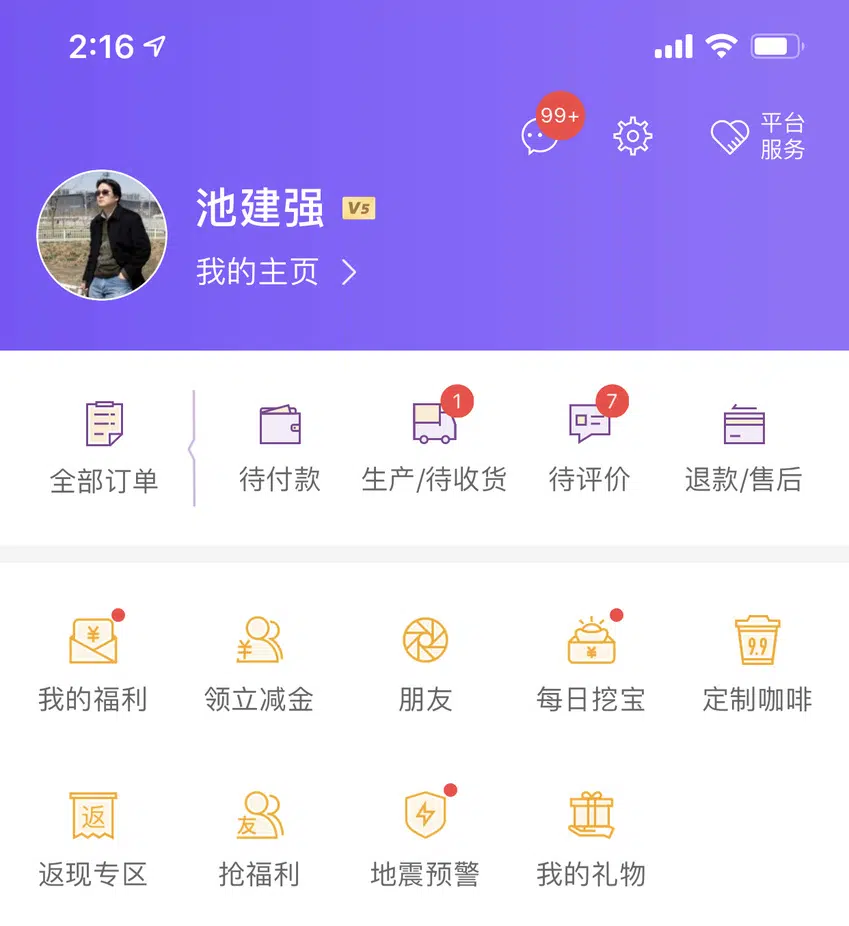 2:16
99+
平台
服务
池建强 V5
我的主页
1
7
全部订单 待付款 生产/待收货 待评价 退款/售后
¥ ¥ ¥ 9.9
我的福利 领立减金 朋友 每日挖宝 定制咖啡
返 友
返现专区 抢福利 地震预警 我的礼物